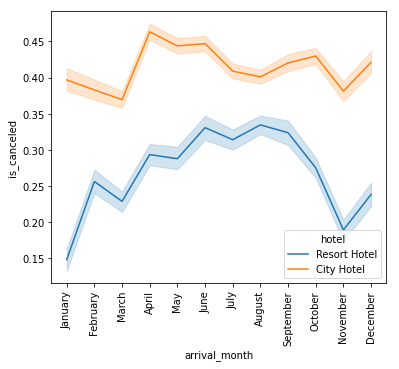 0.45
0.40
0.35
0.30
0.25
0.20
0.15
is_canceled
January
February
March
April
May
June
July
August
September
October
November
December
arrival_month
hotel
Resort Hotel
City Hotel